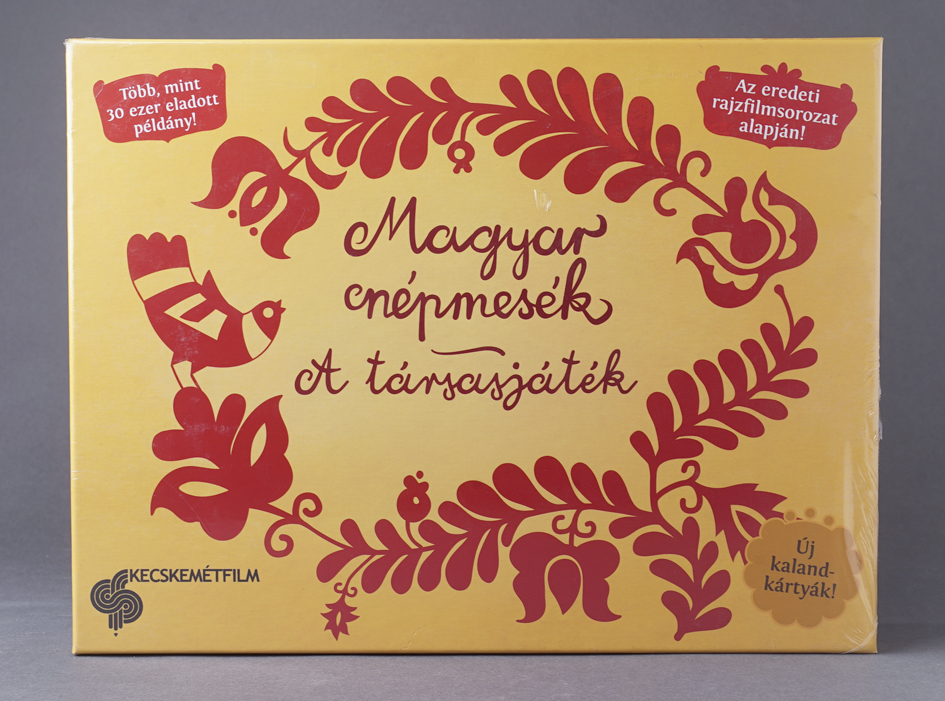 Több, mint
30 ezer eladott
példány!
Az eredeti
rajzfilmsorozat
alapján!
Magyar
népmesék
A társasjáték
KECSKEMÉTFILM
Új
kaland-
kártyák!